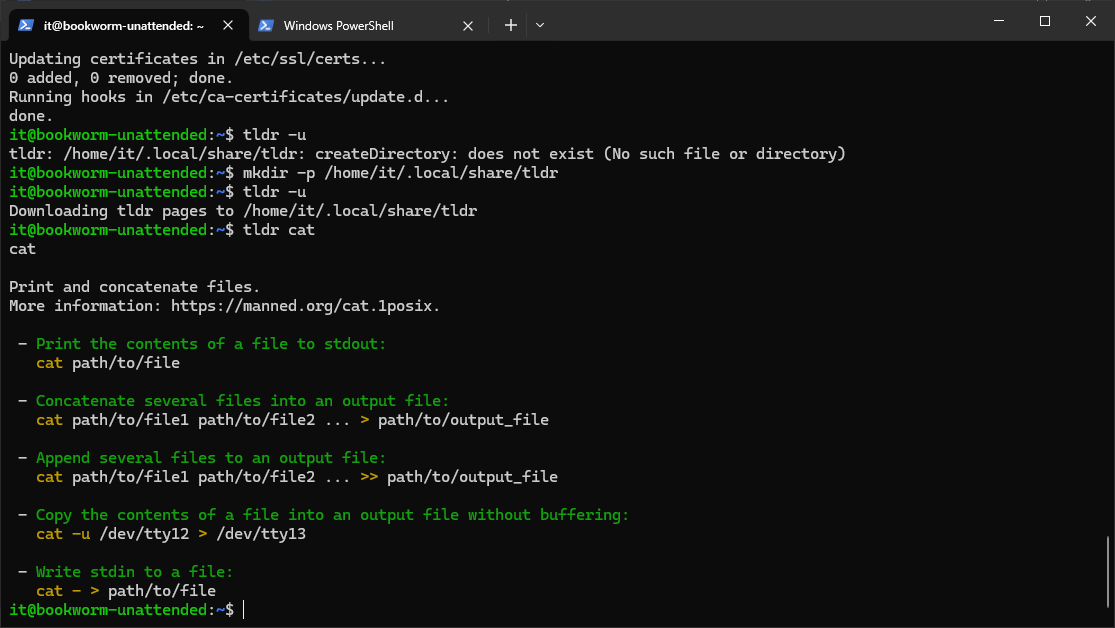 it@bookworm-unattended: ~
Windows PowerShell
Updating certificates in /etc/ssl/certs...
0 added, 0 removed; done.
Running hooks in /etc/ca-certificates/update.d...
done.
it@bookworm-unattended:~$ tldr -u
tldr: /home/it/.local/share/tldr: createDirectory: does not exist (No such file or directory)
it@bookworm-unattended:~$ mkdir -p /home/it/.local/share/tldr
it@bookworm-unattended:~$ tldr -u
Downloading tldr pages to /home/it/.local/share/tldr
it@bookworm-unattended:~$ tldr cat
cat

Print and concatenate files.
More information: https://manned.org/cat.1posix.

 - Print the contents of a file to stdout:
   cat path/to/file

 - Concatenate several files into an output file:
   cat path/to/file1 path/to/file2 ... > path/to/output_file

 - Append several files to an output file:
   cat path/to/file1 path/to/file2 ... >> path/to/output_file

 - Copy the contents of a file into an output file without buffering:
   cat -u /dev/tty12 > /dev/tty13

 - Write stdin to a file:
   cat - > path/to/file
it@bookworm-unattended:~$